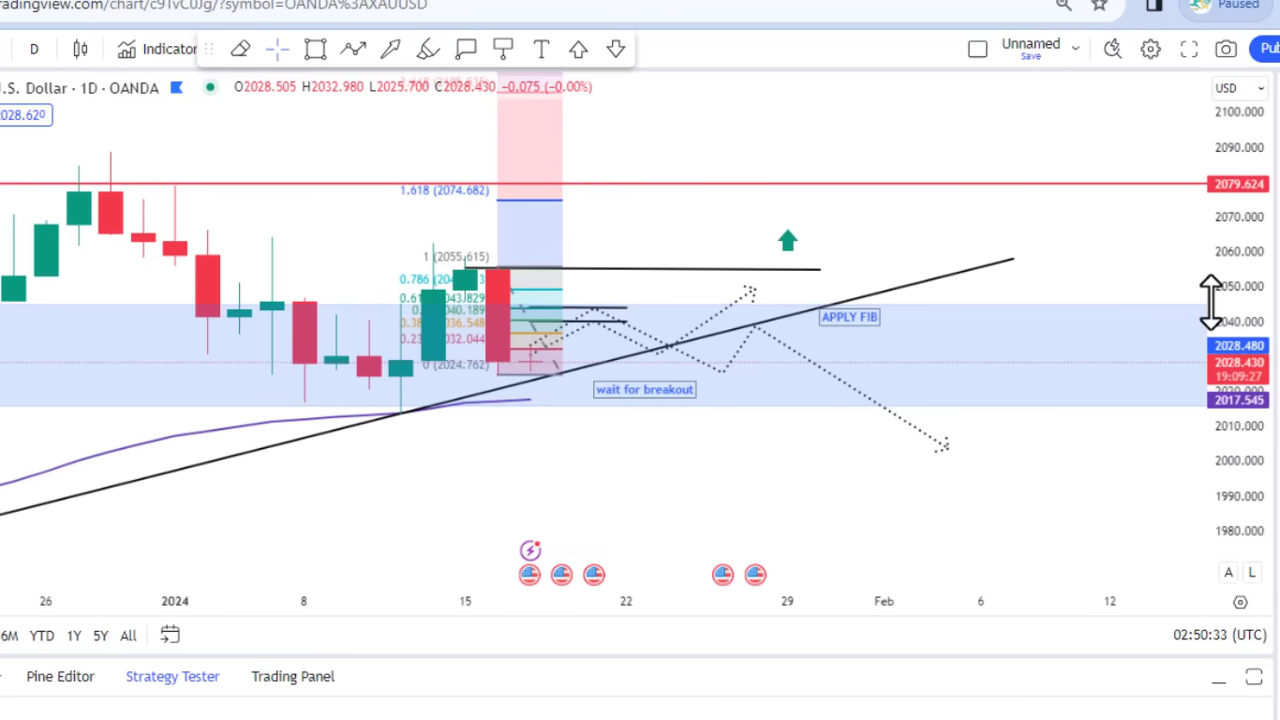 radingview.com/chart/c91vC0Jg/?symbol=OANDA%3AXAUUSD
Paused
D
Indicator
Unnamed
Save
Pu
.S. Dollar · 1D · OANDA
O2028.505 H2032.980 L2025.700 C2028.430 −0.075 (−0.00%)
2028.620
USD
2100.000
2090.000
2079.624
2070.000
2060.000
2050.000
2040.000
2028.480
2028.430
19:09:27
2020.000
2017.545
2010.000
2000.000
1990.000
1980.000
1.618 (2074.682)
1 (2055.615)
0 (2024.762)
APPLY FIB
wait for breakout
A L
26 2024 8 15 22 29 Feb 6 12
6M YTD 1Y 5Y All
02:50:33 (UTC)
Pine Editor Strategy Tester Trading Panel